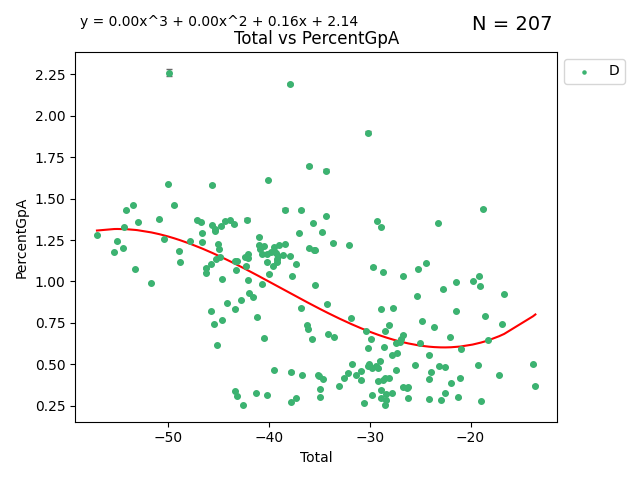 y = 0.00x^3 + 0.00x^2 + 0.16x + 2.14
N = 207
Total vs PercentGpA
D
PercentGpA
2.25
2.00
1.75
1.50
1.25
1.00
0.75
0.50
0.25
−50 −40 −30 −20
Total